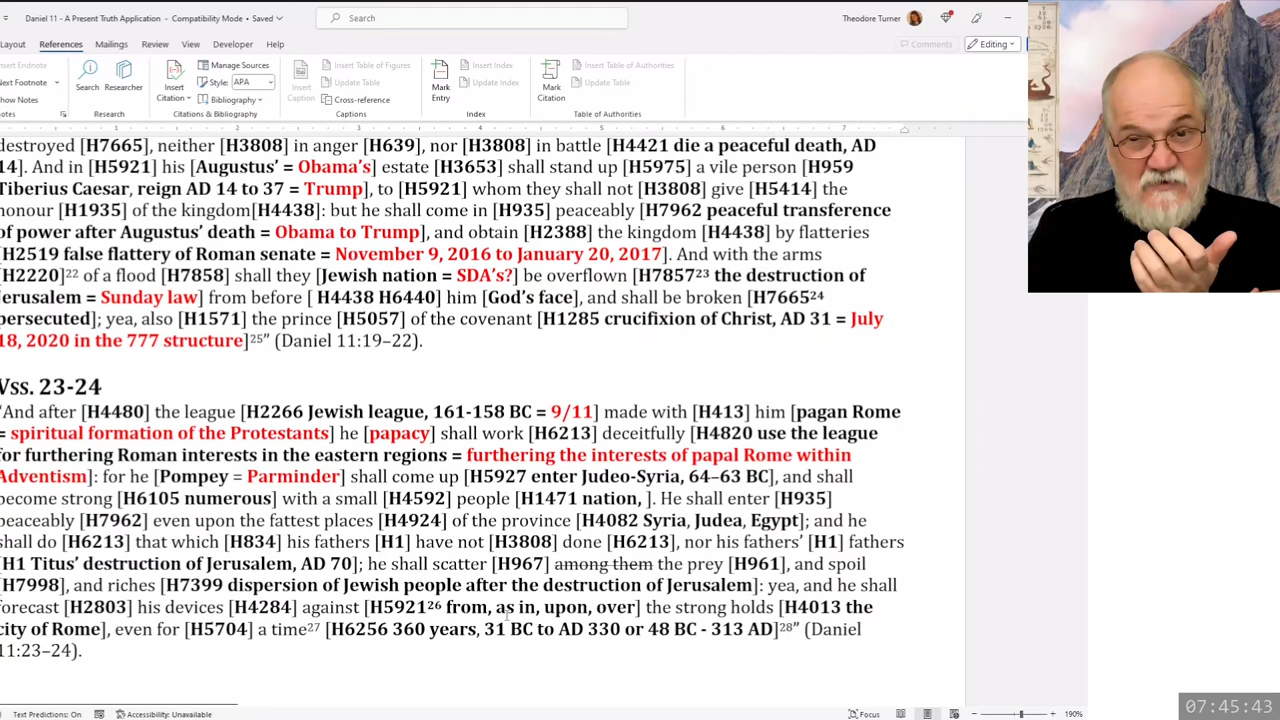 Daniel 11 - A Present Truth Application - Compatibility Mode • Saved
Search
Theodore Turner
Layout References Mailings Review View Developer Help
Comments
Editing
Insert Endnote
Next Footnote
Show Notes
Search
Researcher
Research
Insert Citation
Manage Sources
Style: APA
Bibliography
Citations & Bibliography
Insert Caption
Insert Table of Figures
Update Table
Cross-reference
Captions
Mark Entry
Insert Index
Update Index
Index
Mark Citation
Insert Table of Authorities
Update Table
Table of Authorities
1 2 3 4 5 6 7
destroyed [H7665], neither [H3808] in anger [H639], nor [H3808] in battle [H4421 die a peaceful death, AD
14]. And in [H5921] his [Augustus’ = Obama’s] estate [H3653] shall stand up [H5975] a vile person [H959
Tiberius Caesar, reign AD 14 to 37 = Trump], to [H5921] whom they shall not [H3808] give [H5414] the
honour [H1935] of the kingdom[H4438]: but he shall come in [H935] peaceably [H7962 peaceful transference
of power after Augustus’ death = Obama to Trump], and obtain [H2388] the kingdom [H4438] by flatteries
[H2519 false flattery of Roman senate = November 9, 2016 to January 20, 2017]. And with the arms
[H2220]22 of a flood [H7858] shall they [Jewish nation = SDA’s?] be overflown [H785723 the destruction of
Jerusalem = Sunday law] from before [ H4438 H6440] him [God’s face], and shall be broken [H766524
persecuted]; yea, also [H1571] the prince [H5057] of the covenant [H1285 crucifixion of Christ, AD 31 = July
18, 2020 in the 777 structure]25” (Daniel 11:19–22).
Vss. 23-24
“And after [H4480] the league [H2266 Jewish league, 161-158 BC = 9/11] made with [H413] him [pagan Rome
= spiritual formation of the Protestants] he [papacy] shall work [H6213] deceitfully [H4820 use the league
for furthering Roman interests in the eastern regions = furthering the interests of papal Rome within
Adventism]: for he [Pompey = Parminder] shall come up [H5927 enter Judeo-Syria, 64–63 BC], and shall
become strong [H6105 numerous] with a small [H4592] people [H1471 nation, ]. He shall enter [H935]
peaceably [H7962] even upon the fattest places [H4924] of the province [H4082 Syria, Judea, Egypt]; and he
shall do [H6213] that which [H834] his fathers [H1] have not [H3808] done [H6213], nor his fathers’ [H1] fathers
[H1 Titus’ destruction of Jerusalem, AD 70]; he shall scatter [H967] among them the prey [H961], and spoil
[H7998], and riches [H7399 dispersion of Jewish people after the destruction of Jerusalem]: yea, and he shall
forecast [H2803] his devices [H4284] against [H592126 from, as in, upon, over] the strong holds [H4013 the
city of Rome], even for [H5704] a time27 [H6256 360 years, 31 BC to AD 330 or 48 BC - 313 AD]28” (Daniel
11:23–24).
Text Predictions: On
Accessibility: Unavailable
Focus
190%
07:45:43